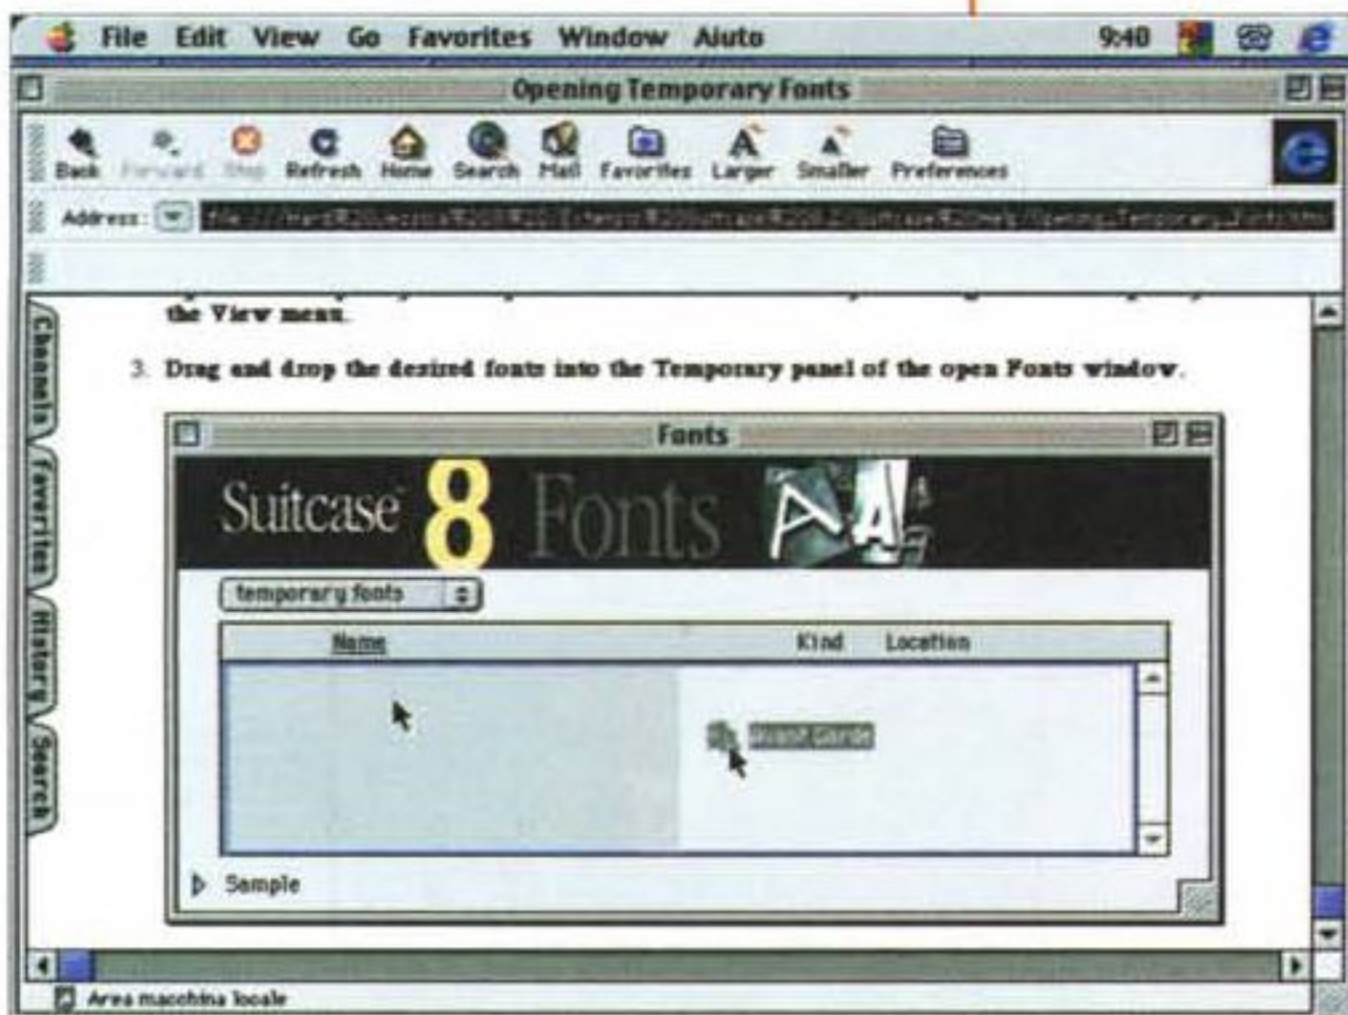 File Edit View Go Favorites Window Aiuto 9:40
Opening Temporary Fonts
Back Forward Stop Refresh Home Search Mail Favorites Larger Smaller Preferences
Address:
Channels
Favorites
History
Search
the View menu.
3. Drag and drop the desired fonts into the Temporary panel of the open Fonts window.
Fonts
Suitcase™ 8 Fonts
temporary fonts
Name Kind Location
Avant Garde
Sample
Area macchina locale